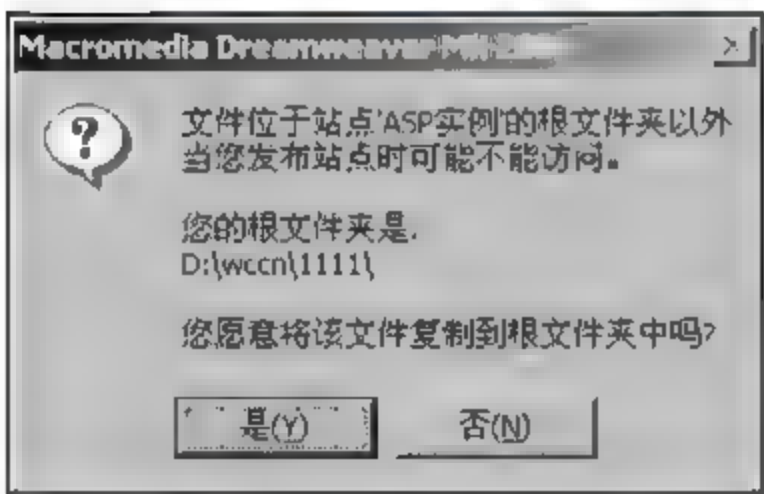 Macromedia Dreamweaver
文件位于站点'ASP实例'的根文件夹以外
当您发布站点时可能不能访问。
您的根文件夹是.
D:\wccn\1111\
您愿意将该文件复制到根文件夹中吗?
是(Y)
否(N)